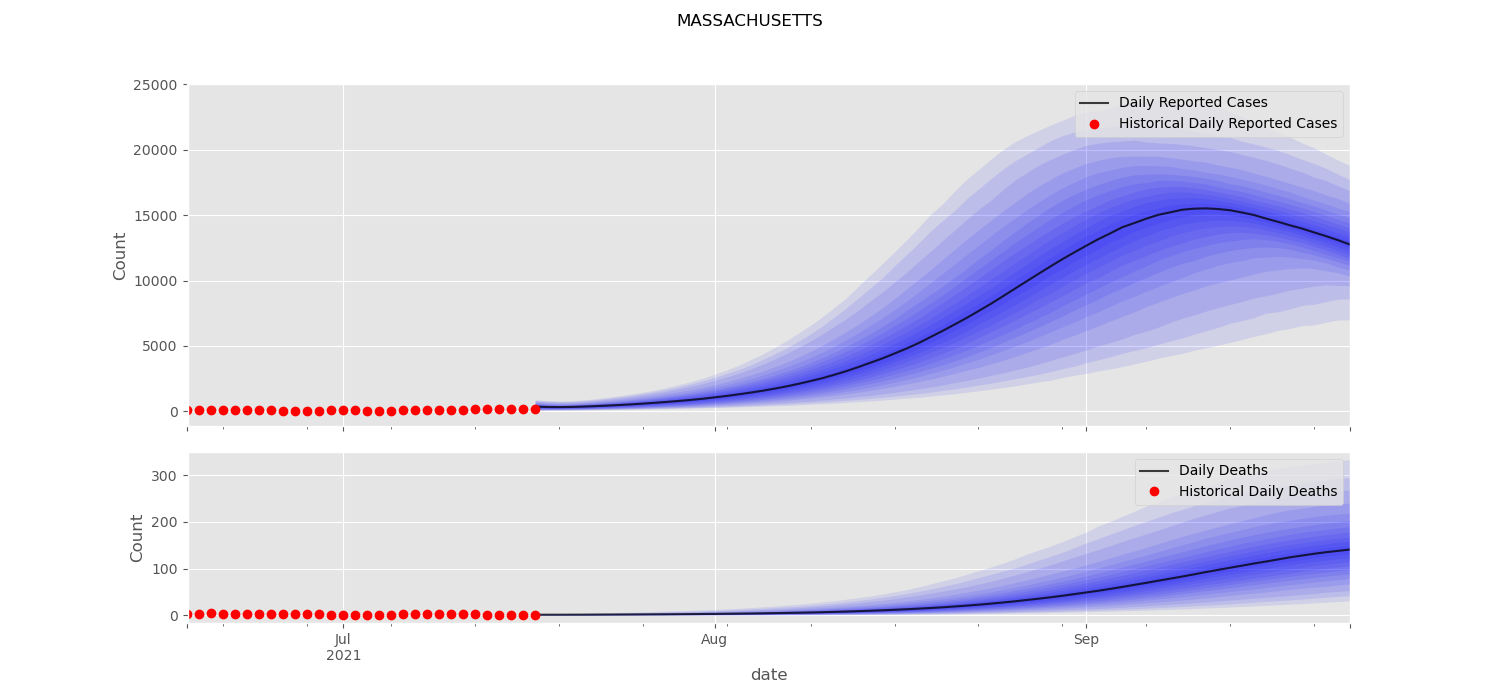 MASSACHUSETTS
25000
20000
15000
10000
5000
0
Count
Daily Reported Cases
Historical Daily Reported Cases
300
200
100
0
Count
Daily Deaths
Historical Daily Deaths
Jul
2021
Aug
Sep
date